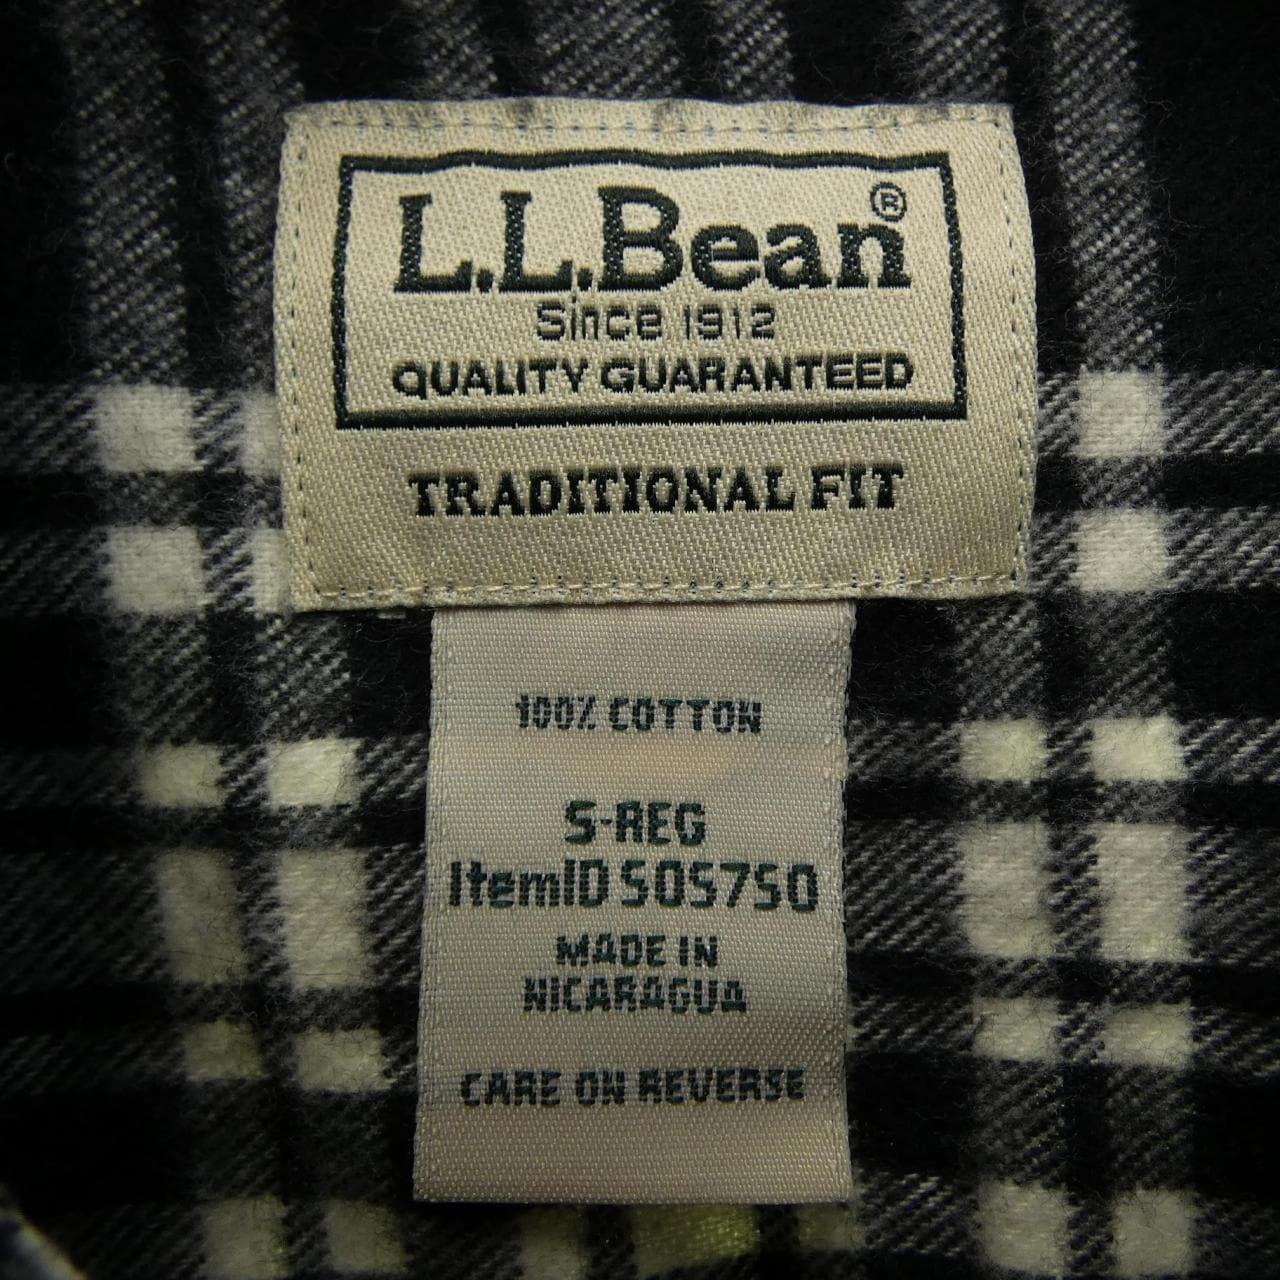 L.L.Bean®
Since 1912
QUALITY GUARANTEED
TRADITIONAL FIT
100% COTTON
S-REG
ItemID 505750
MADE IN
NICARAGUA
CARE ON REVERSE